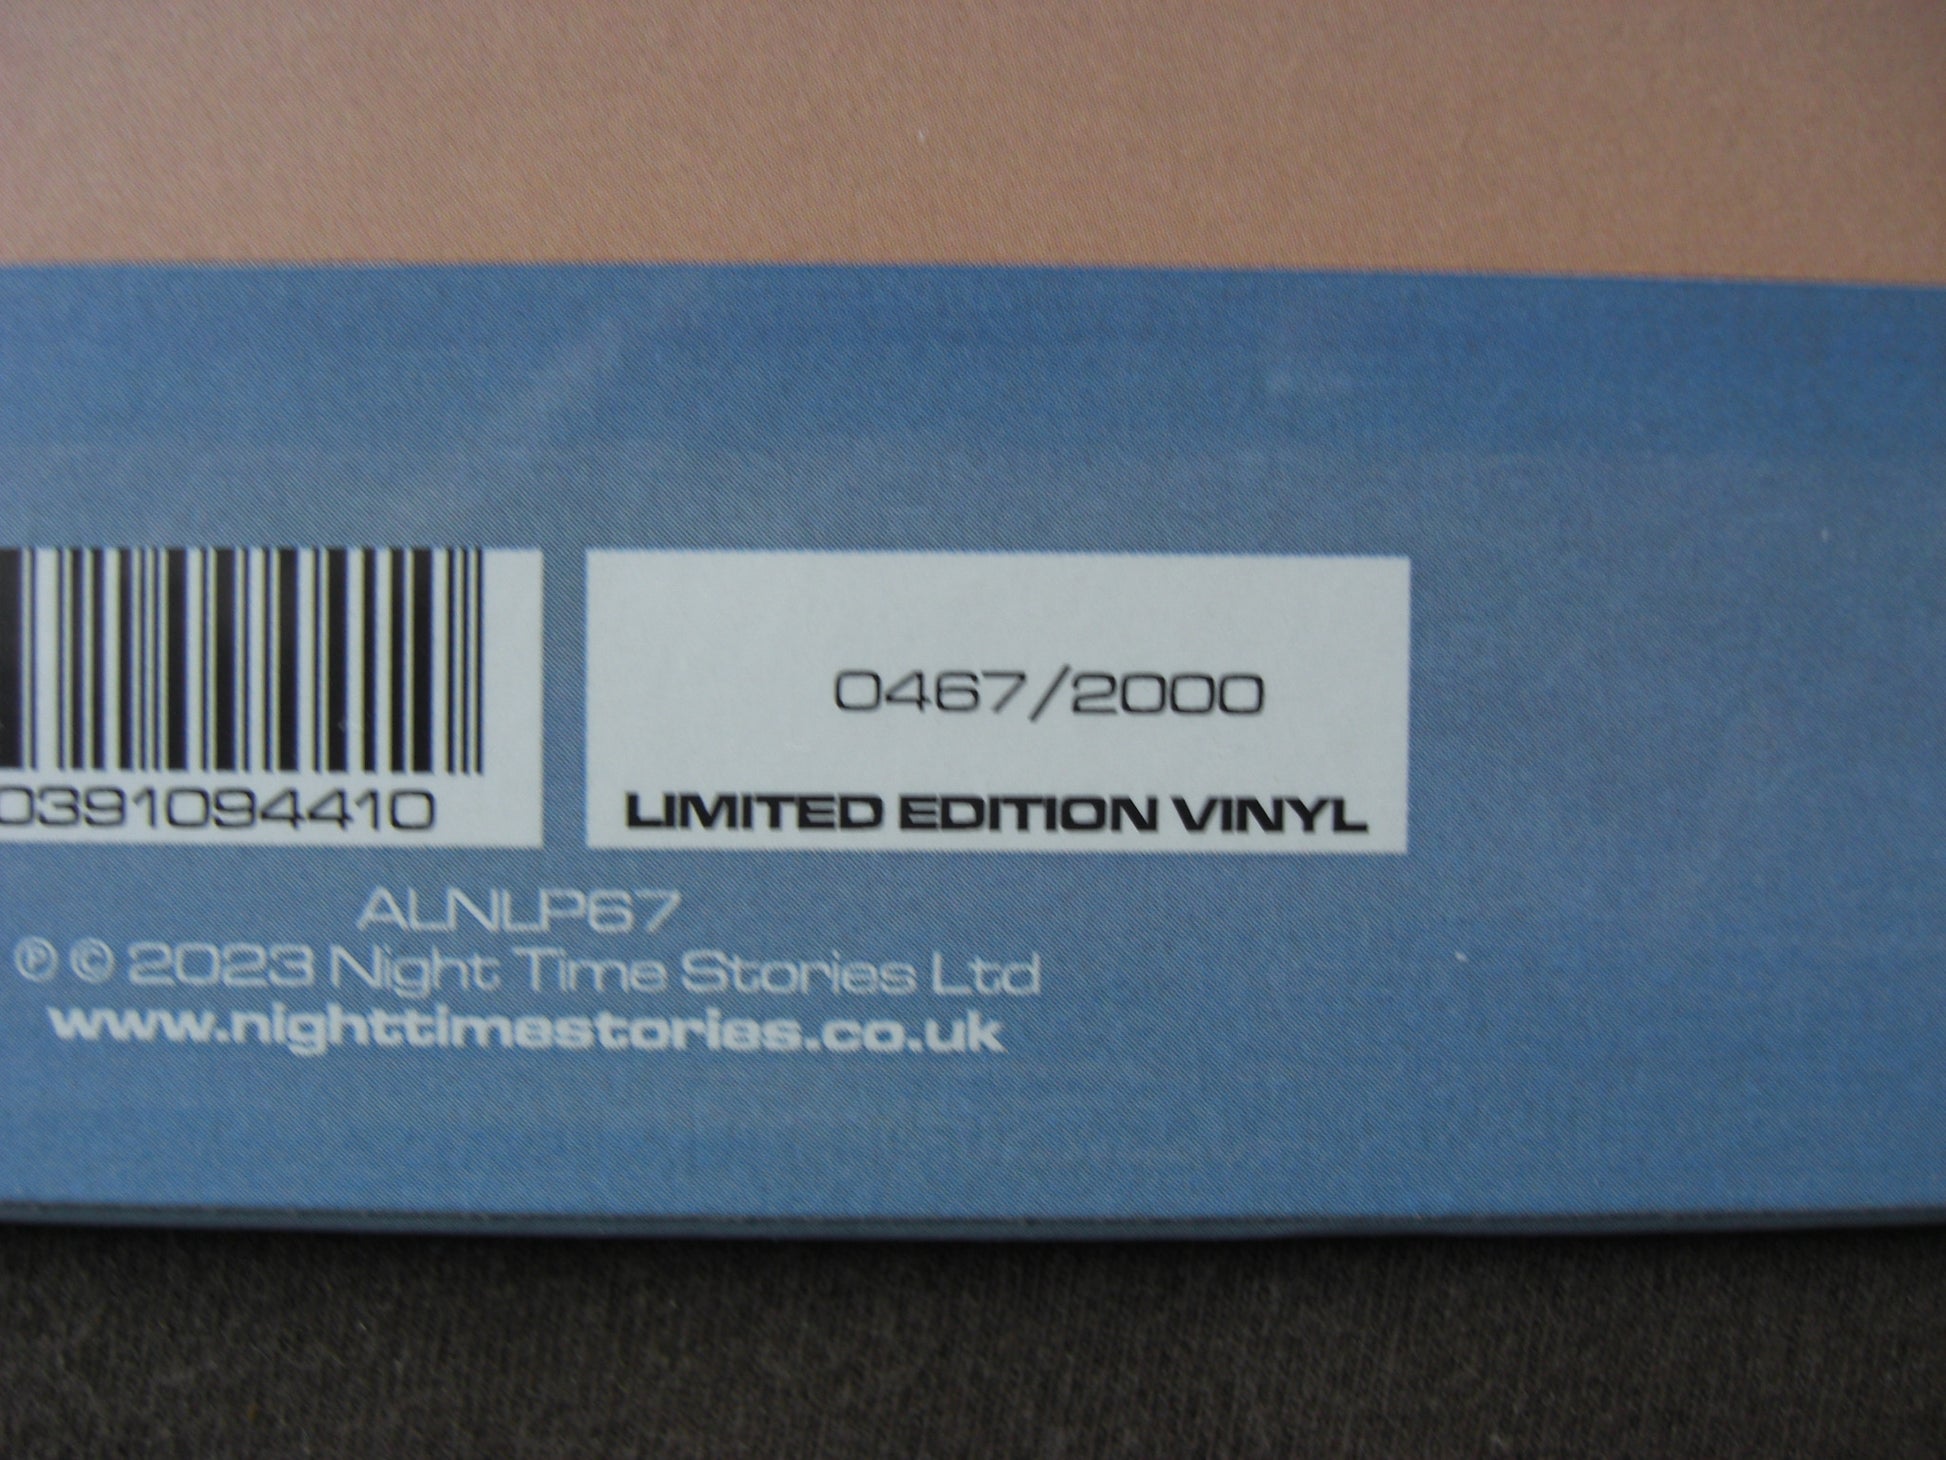 0467/2000
LIMITED EDITION VINYL
0391094410
ALNLP67
℗ © 2023 Night Time Stories Ltd
www.nighttimestories.co.uk